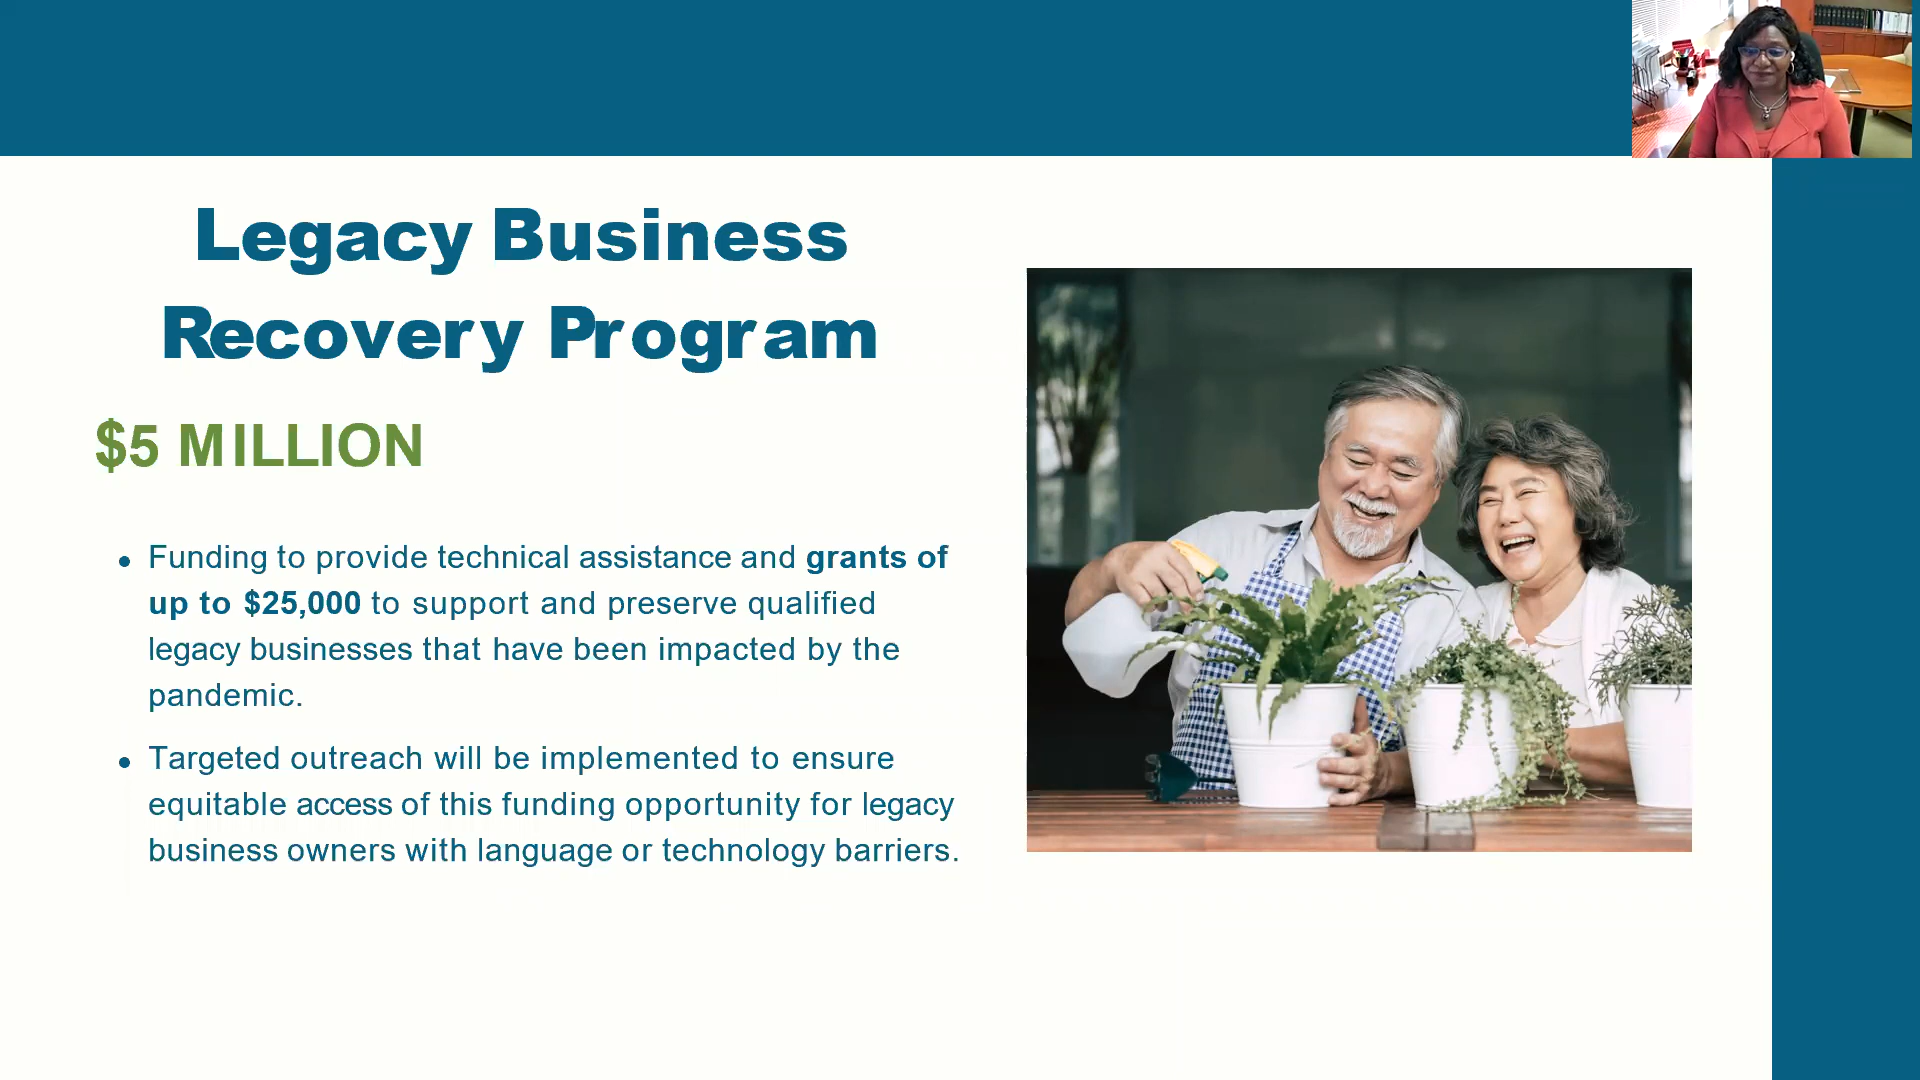 Legacy Business
Recovery Program
$5 MILLION
• Funding to provide technical assistance and grants of
up to $25,000 to support and preserve qualified
legacy businesses that have been impacted by the
pandemic.
• Targeted outreach will be implemented to ensure
equitable access of this funding opportunity for legacy
business owners with language or technology barriers.